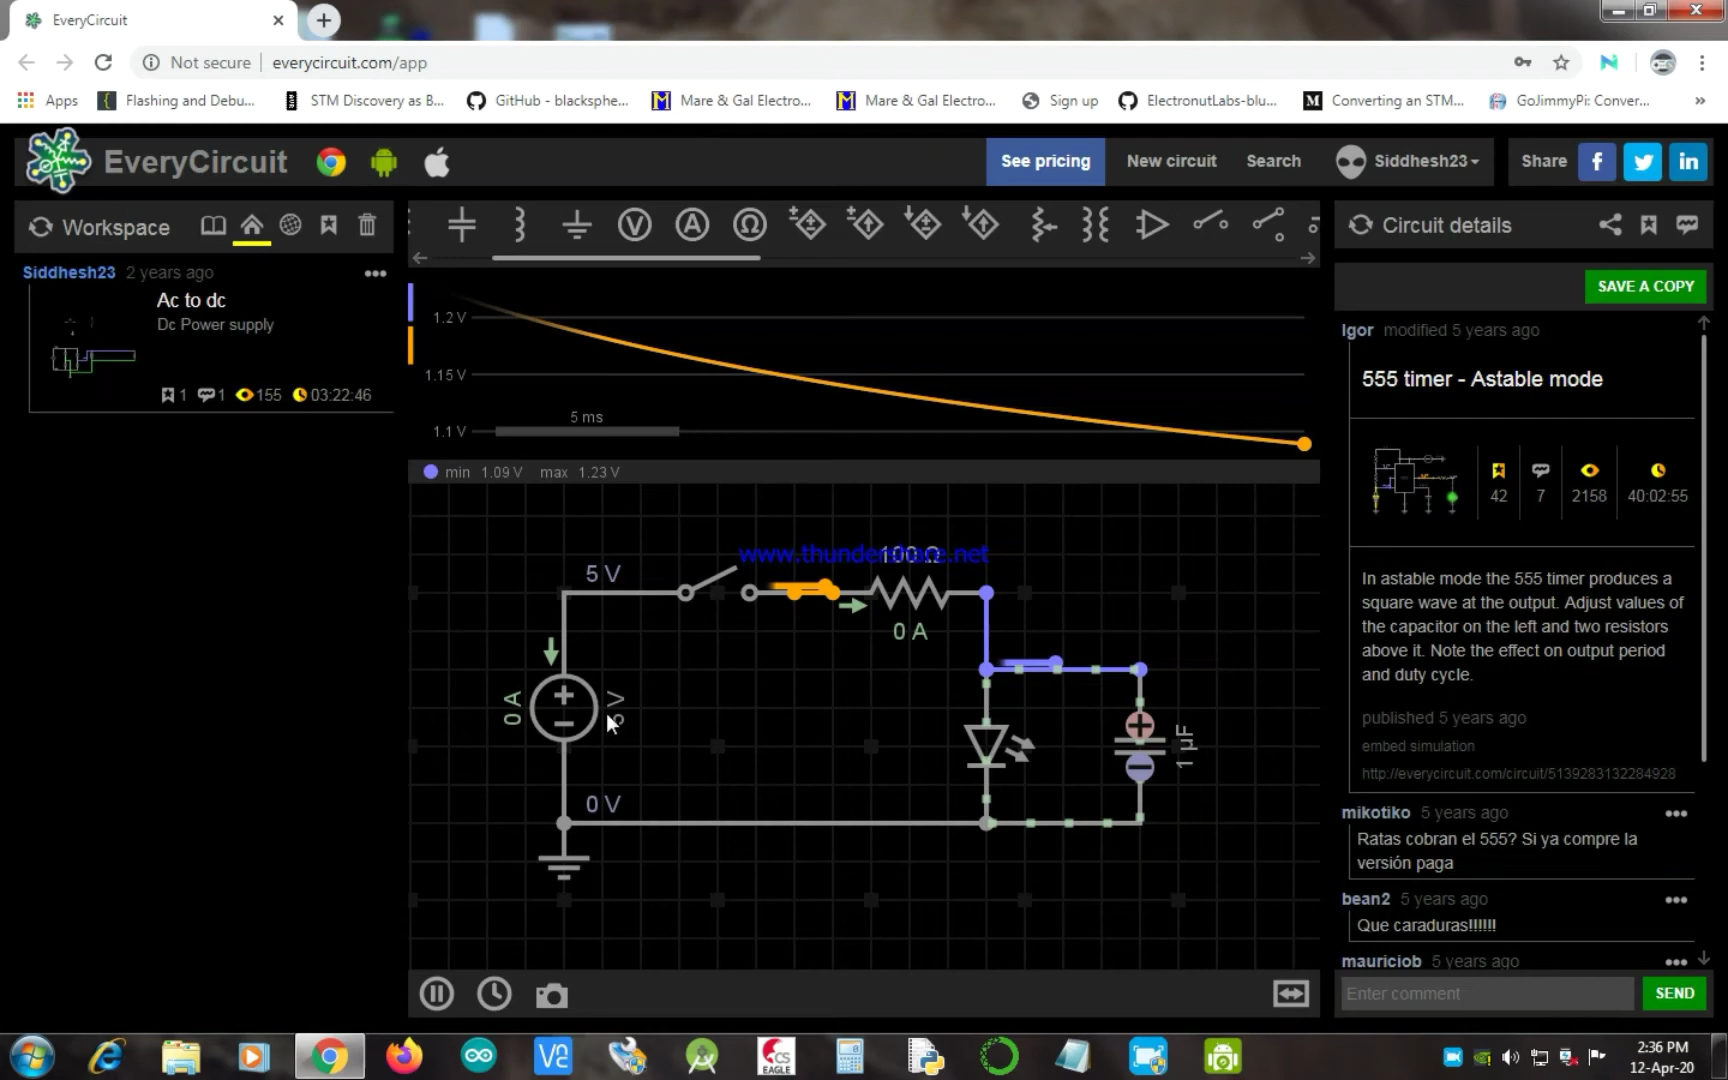 EveryCircuit
Not secure
everycircuit.com/app
Apps
Flashing and Debu...
STM Discovery as B...
GitHub - blacksphe...
Mare & Gal Electro...
Mare & Gal Electro...
Sign up
ElectronutLabs-blu...
Converting an STM...
GoJimmyPi: Conver...
»
EveryCircuit
See pricing
New circuit
Search
Siddhesh23
Share
Workspace
Circuit details
Siddhesh23 2 years ago
Ac to dc
Dc Power supply
1 1 155 03:22:46
1.2 V
1.15 V
5 ms
1.1 V
min 1.09 V max 1.23 V
www.thundershare.net
100 Ω
5 V
0 A
0 A
1 µF
0 V
SAVE A COPY
Igor modified 5 years ago
555 timer - Astable mode
42 7 2158 40:02:55
In astable mode the 555 timer produces a
square wave at the output. Adjust values of
the capacitor on the left and two resistors
above it. Note the effect on output period
and duty cycle.
published 5 years ago
embed simulation
http://everycircuit.com/circuit/5139283132284928
mikotiko 5 years ago
Ratas cobran el 555? Si ya compre la
versión paga
bean2 5 years ago
Que caraduras!!!!!!
mauriciob 5 years ago
Enter comment
SEND
CS
EAGLE
2:36 PM
12-Apr-20